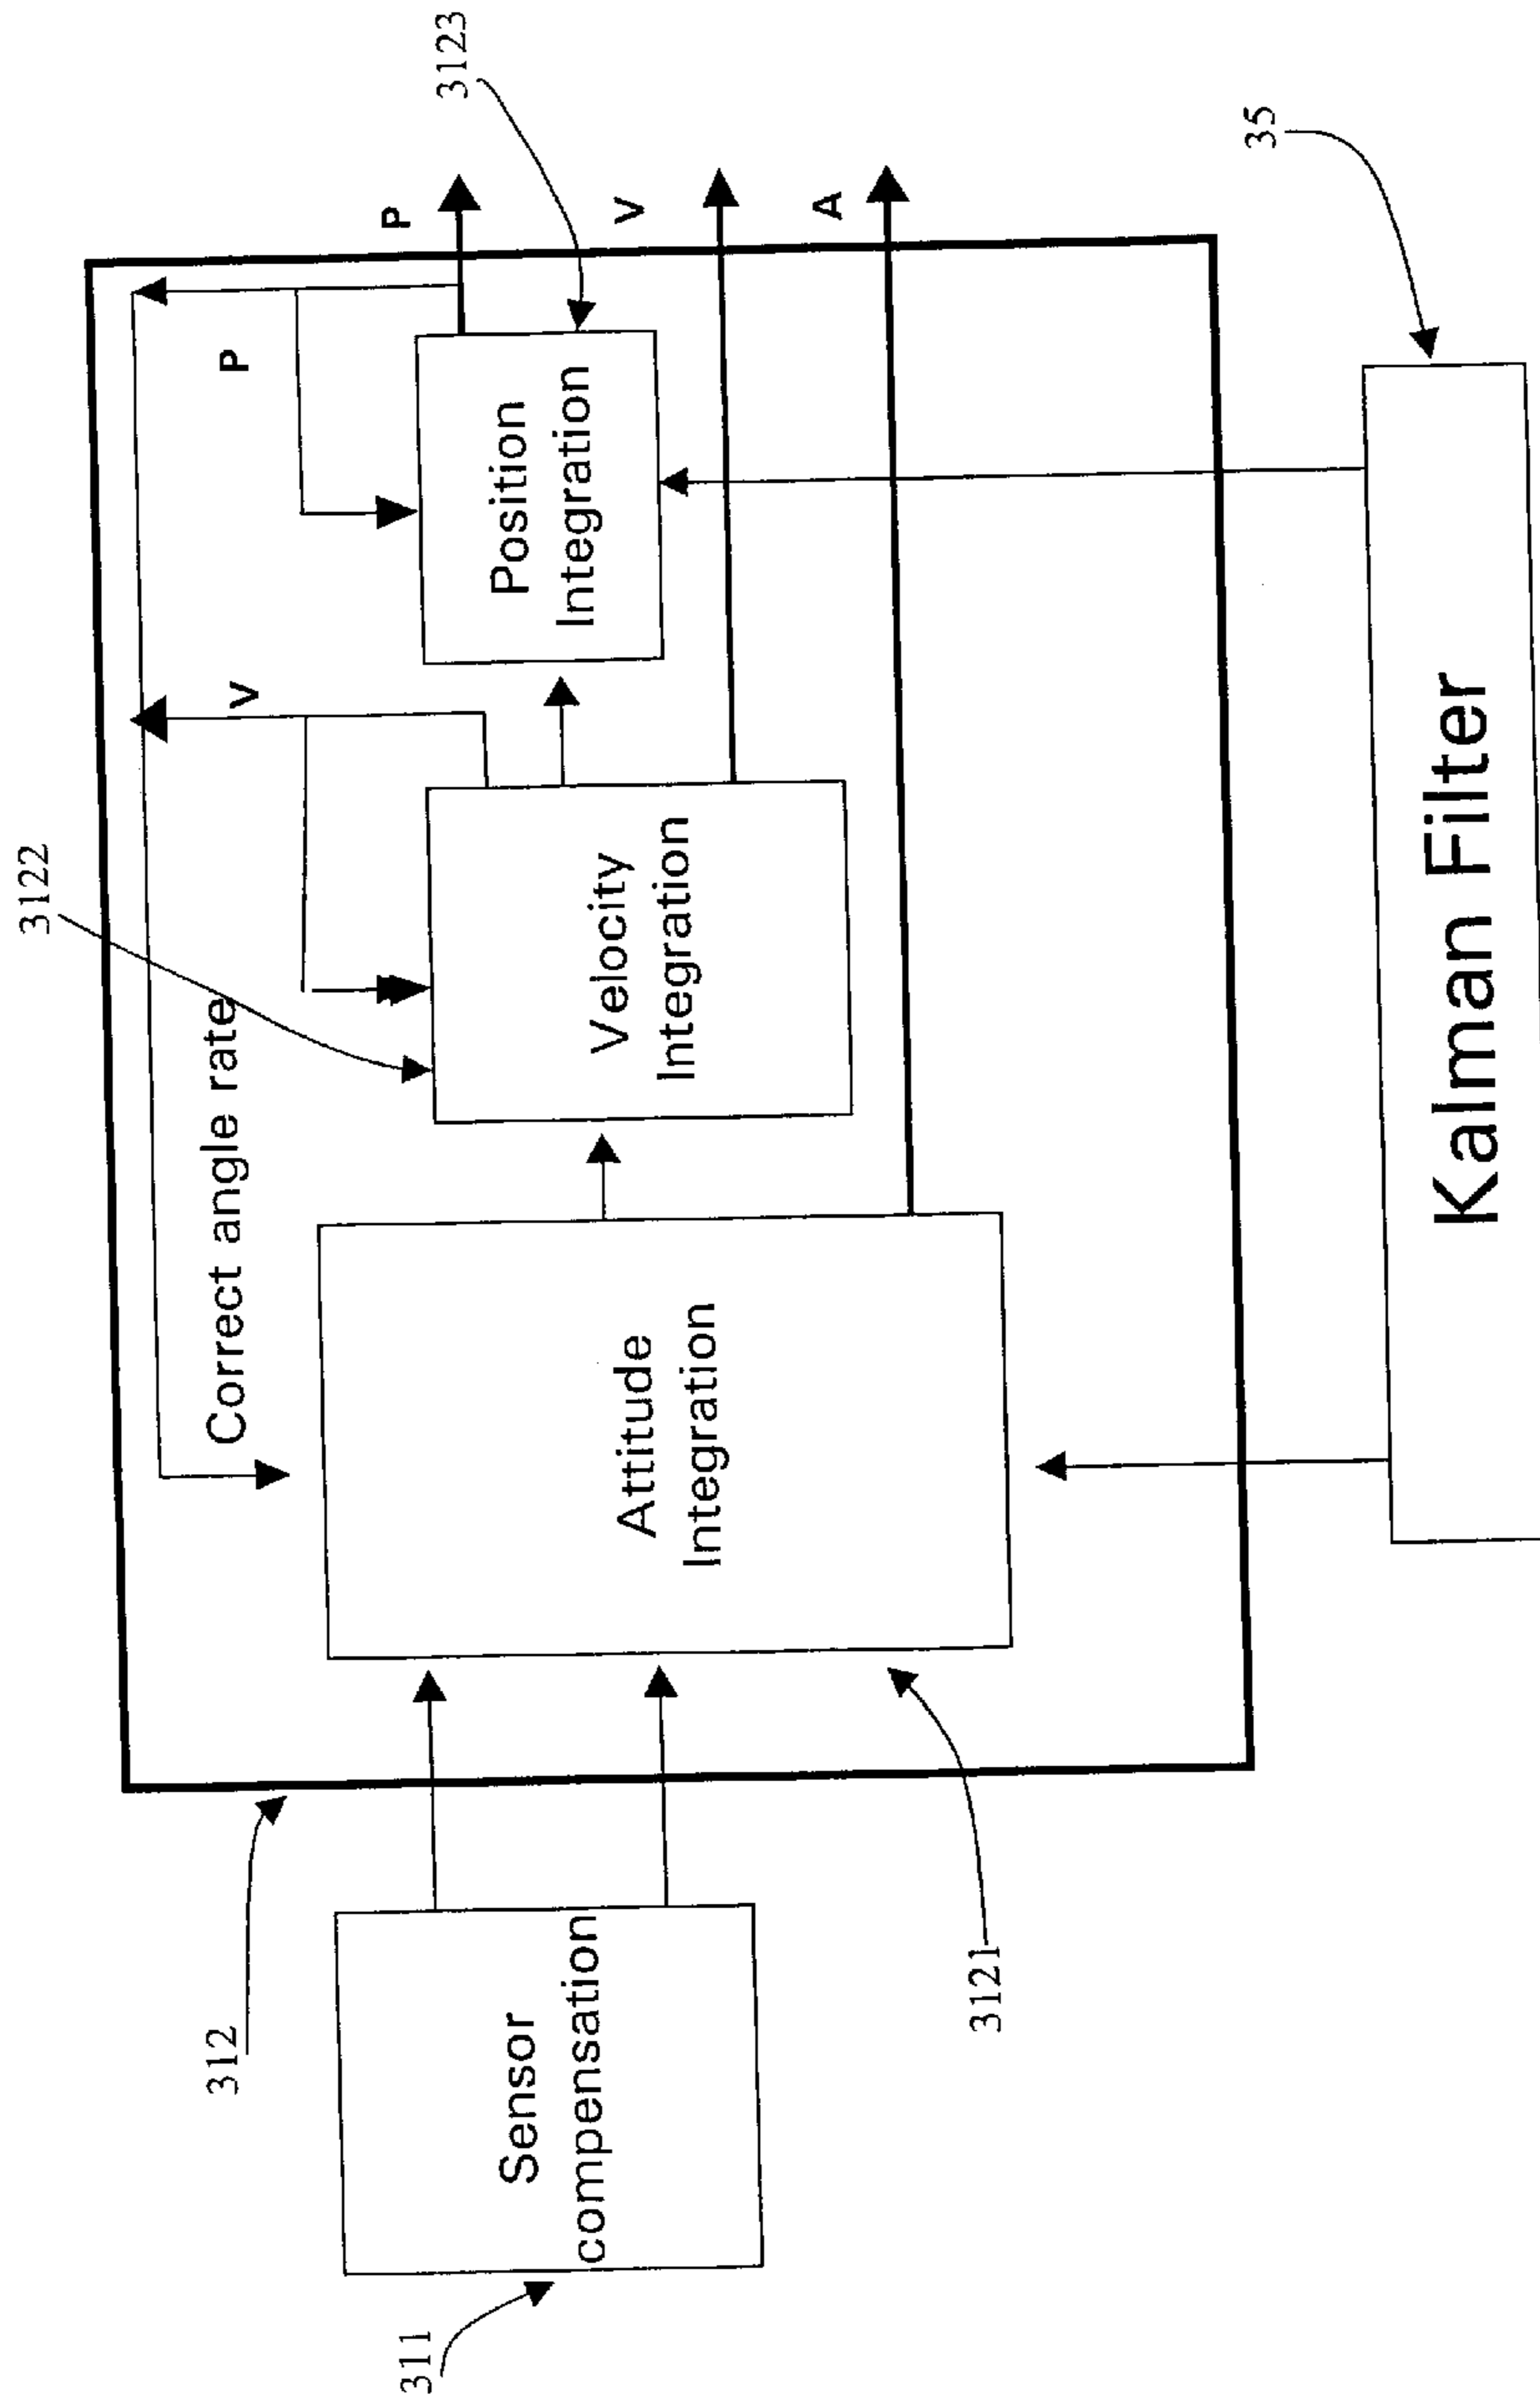 3122
3123
312
Correct angle rate
V
P
P
311
Sensor
compensation
Attitude
Integration
Velocity
Integration
Position
Integration
V
A
3121
35
Kalman Filter